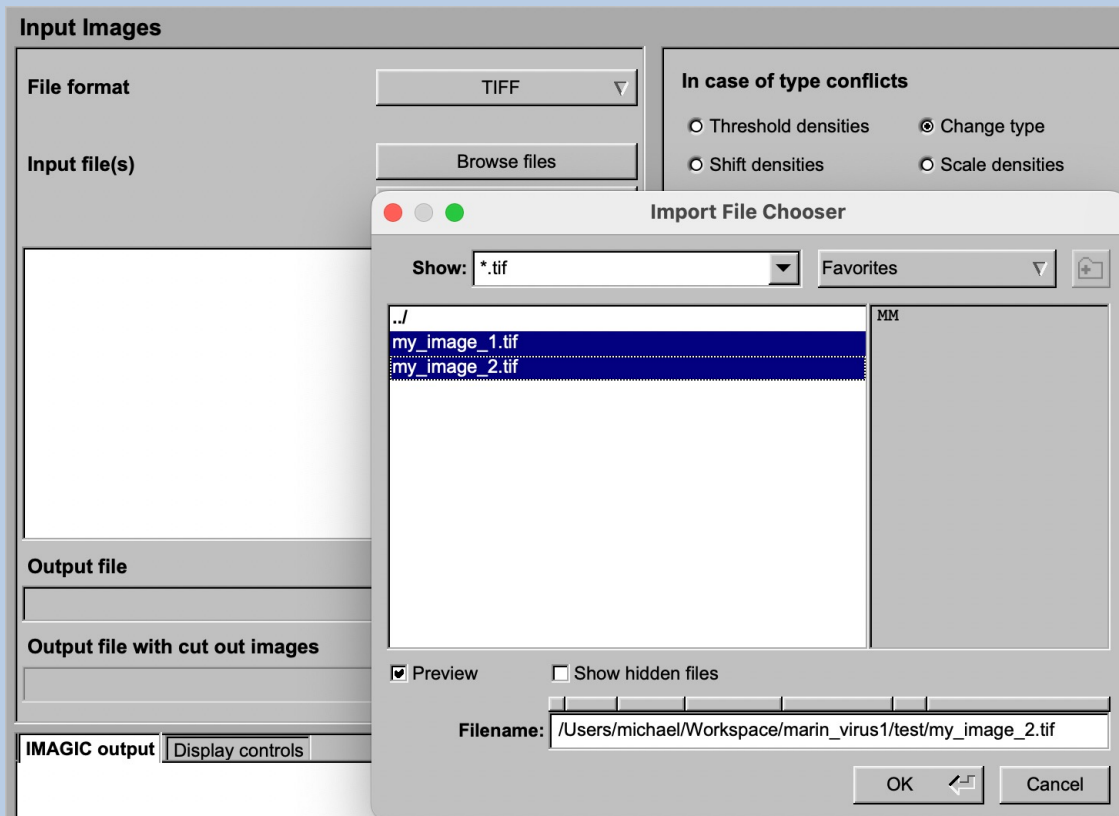 Input Images
File format
TIFF
In case of type conflicts
Threshold densities
Change type
Input file(s)
Browse files
Shift densities
Scale densities
Import File Chooser
Show:
*.tif
Favorites
../
MM
my_image_1.tif
my_image_2.tif
Output file
Output file with cut out images
Preview
Show hidden files
Filename:
/Users/michael/Workspace/marin_virus1/test/my_image_2.tif
IMAGIC output
Display controls
OK
Cancel